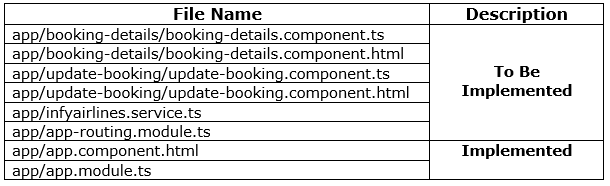 File Name Description
app/booking-details/booking-details.component.ts
app/booking-details/booking-details.component.html
app/update-booking/update-booking.component.ts
app/update-booking/update-booking.component.html
app/infyairlines.service.ts
app/app-routing.module.ts
To Be
Implemented
app/app.component.html
app/app.module.ts
Implemented